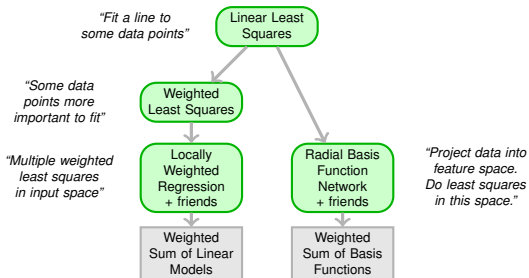 “Fit a line to
some data points”
Linear Least
Squares
“Some data
points more
important to fit”
Weighted
Least Squares
“Multiple weighted
least squares
in input space”
Locally
Weighted
Regression
+ friends
Radial Basis
Function
Network
+ friends
“Project data into
feature space.
Do least squares
in this space.”
Weighted
Sum of Linear
Models
Weighted
Sum of Basis
Functions